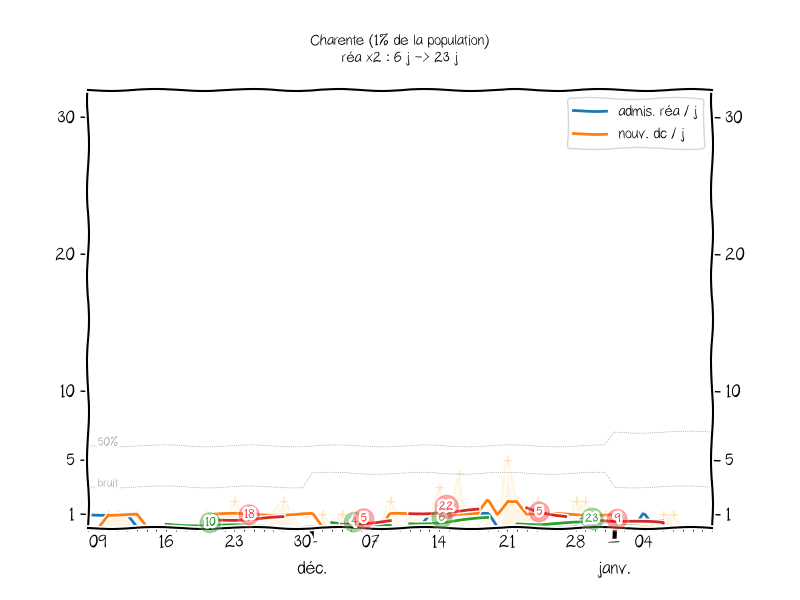 Charente (1% de la population)
réa x2 : 6 j -> 23 j
admis. réa / j
nouv. dc / j
30 30
20 20
10 10
50%
5 5
bruit
1 1
10 18 4 5 22 6 5 23 9
09 16 23 30 07 14 21 28 04
déc. janv.